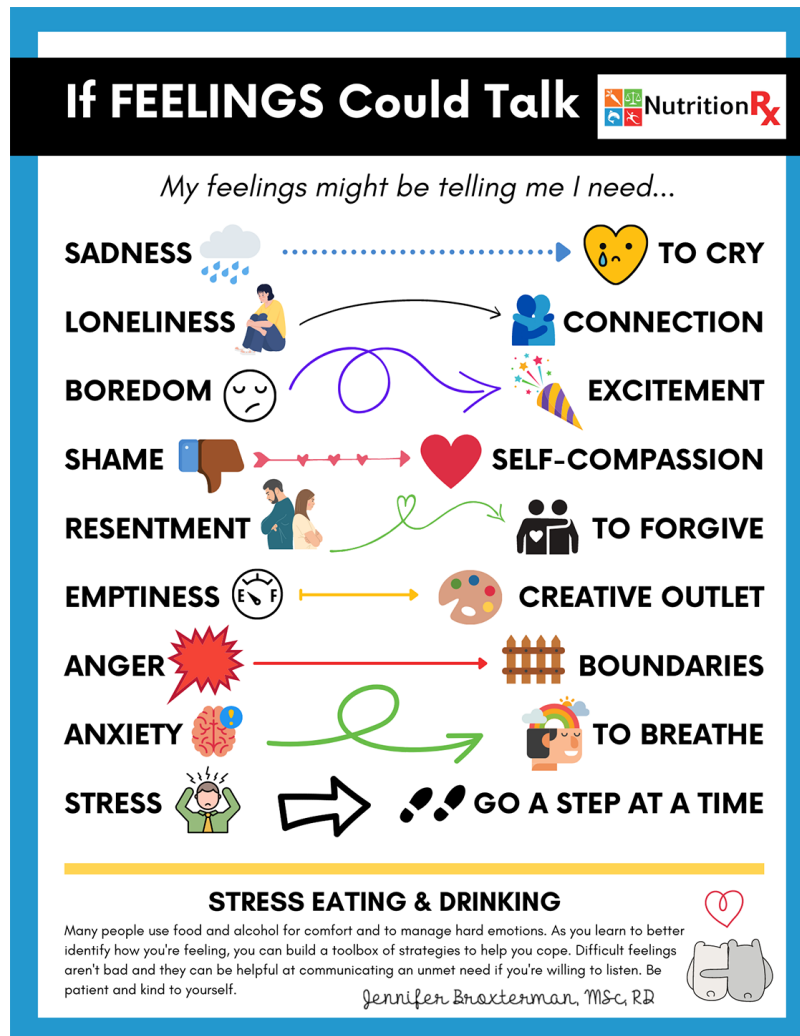 If FEELINGS Could Talk
NutritionRx
My feelings might be telling me I need...
SADNESS TO CRY
LONELINESS CONNECTION
BOREDOM EXCITEMENT
SHAME SELF-COMPASSION
RESENTMENT TO FORGIVE
EMPTINESS E F CREATIVE OUTLET
ANGER BOUNDARIES
ANXIETY ! TO BREATHE
STRESS GO A STEP AT A TIME
STRESS EATING & DRINKING
Many people use food and alcohol for comfort and to manage hard emotions. As you learn to better
identify how you're feeling, you can build a toolbox of strategies to help you cope. Difficult feelings
aren't bad and they can be helpful at communicating an unmet need if you're willing to listen. Be
patient and kind to yourself.
Jennifer Broxterman, MSc, RD